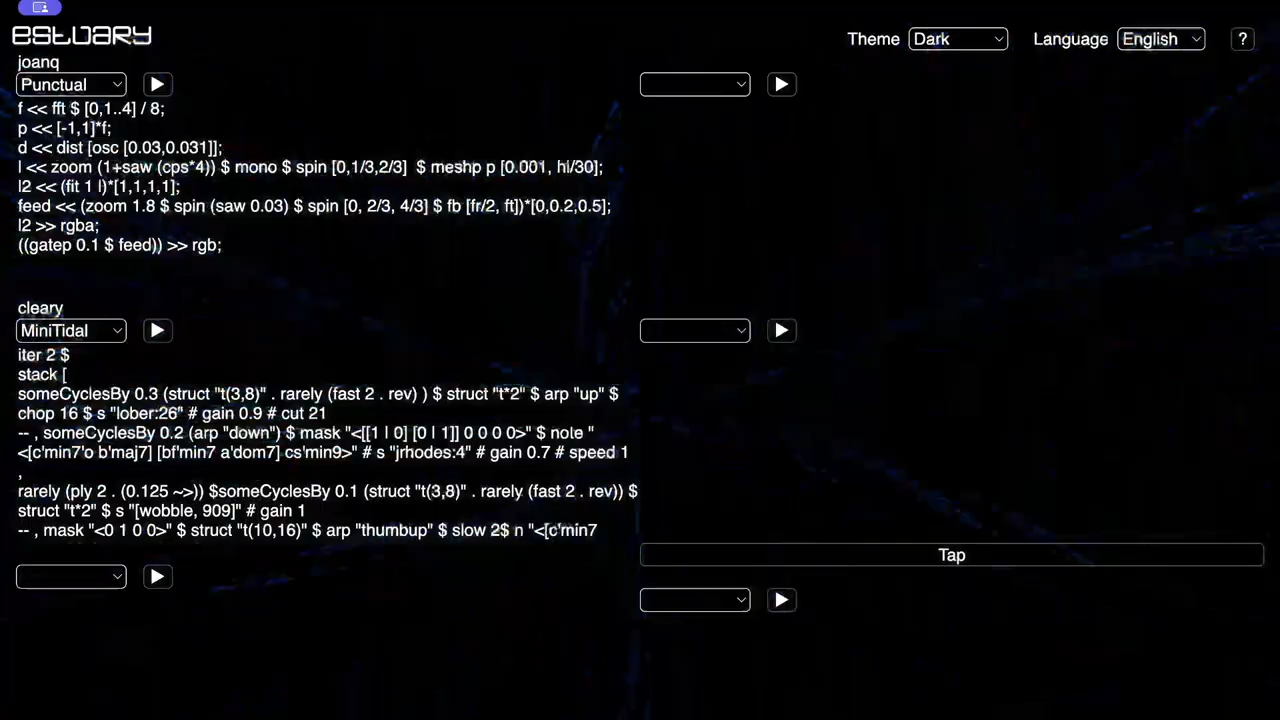 estuary
Theme Dark Language English ?
joanq
Punctual
f << fft $ [0,1..4] / 8;
p << [-1,1]*f;
d << dist [osc [0.03,0.031]];
l << zoom (1+saw (cps*4)) $ mono $ spin [0,1/3,2/3]  $ meshp p [0.001, hi/30];
l2 << (fit 1 l)*[1,1,1,1];
feed << (zoom 1.8 $ spin (saw 0.03) $ spin [0, 2/3, 4/3] $ fb [fr/2, ft])*[0,0.2,0.5];
l2 >> rgba;
((gatep 0.1 $ feed)) >> rgb;
cleary
MiniTidal
iter 2 $
stack [
someCyclesBy 0.3 (struct "t(3,8)" . rarely (fast 2 . rev) ) $ struct "t*2" $ arp "up" $
chop 16 $ s "lober:26" # gain 0.9 # cut 21
-- , someCyclesBy 0.2 (arp "down") $ mask "<[[1 | 0] [0 | 1]] 0 0 0 0>" $ note "
<[c'min7'o b'maj7] [bf'min7 a'dom7] cs'min9>" # s "jrhodes:4" # gain 0.7 # speed 1
,
rarely (ply 2 . (0.125 ~>)) $someCyclesBy 0.1 (struct "t(3,8)" . rarely (fast 2 . rev)) $
struct "t*2" $ s "[wobble, 909]" # gain 1
-- , mask "<0 1 0 0>" $ struct "t(10,16)" $ arp "thumbup" $ slow 2$ n "<[c'min7
Tap